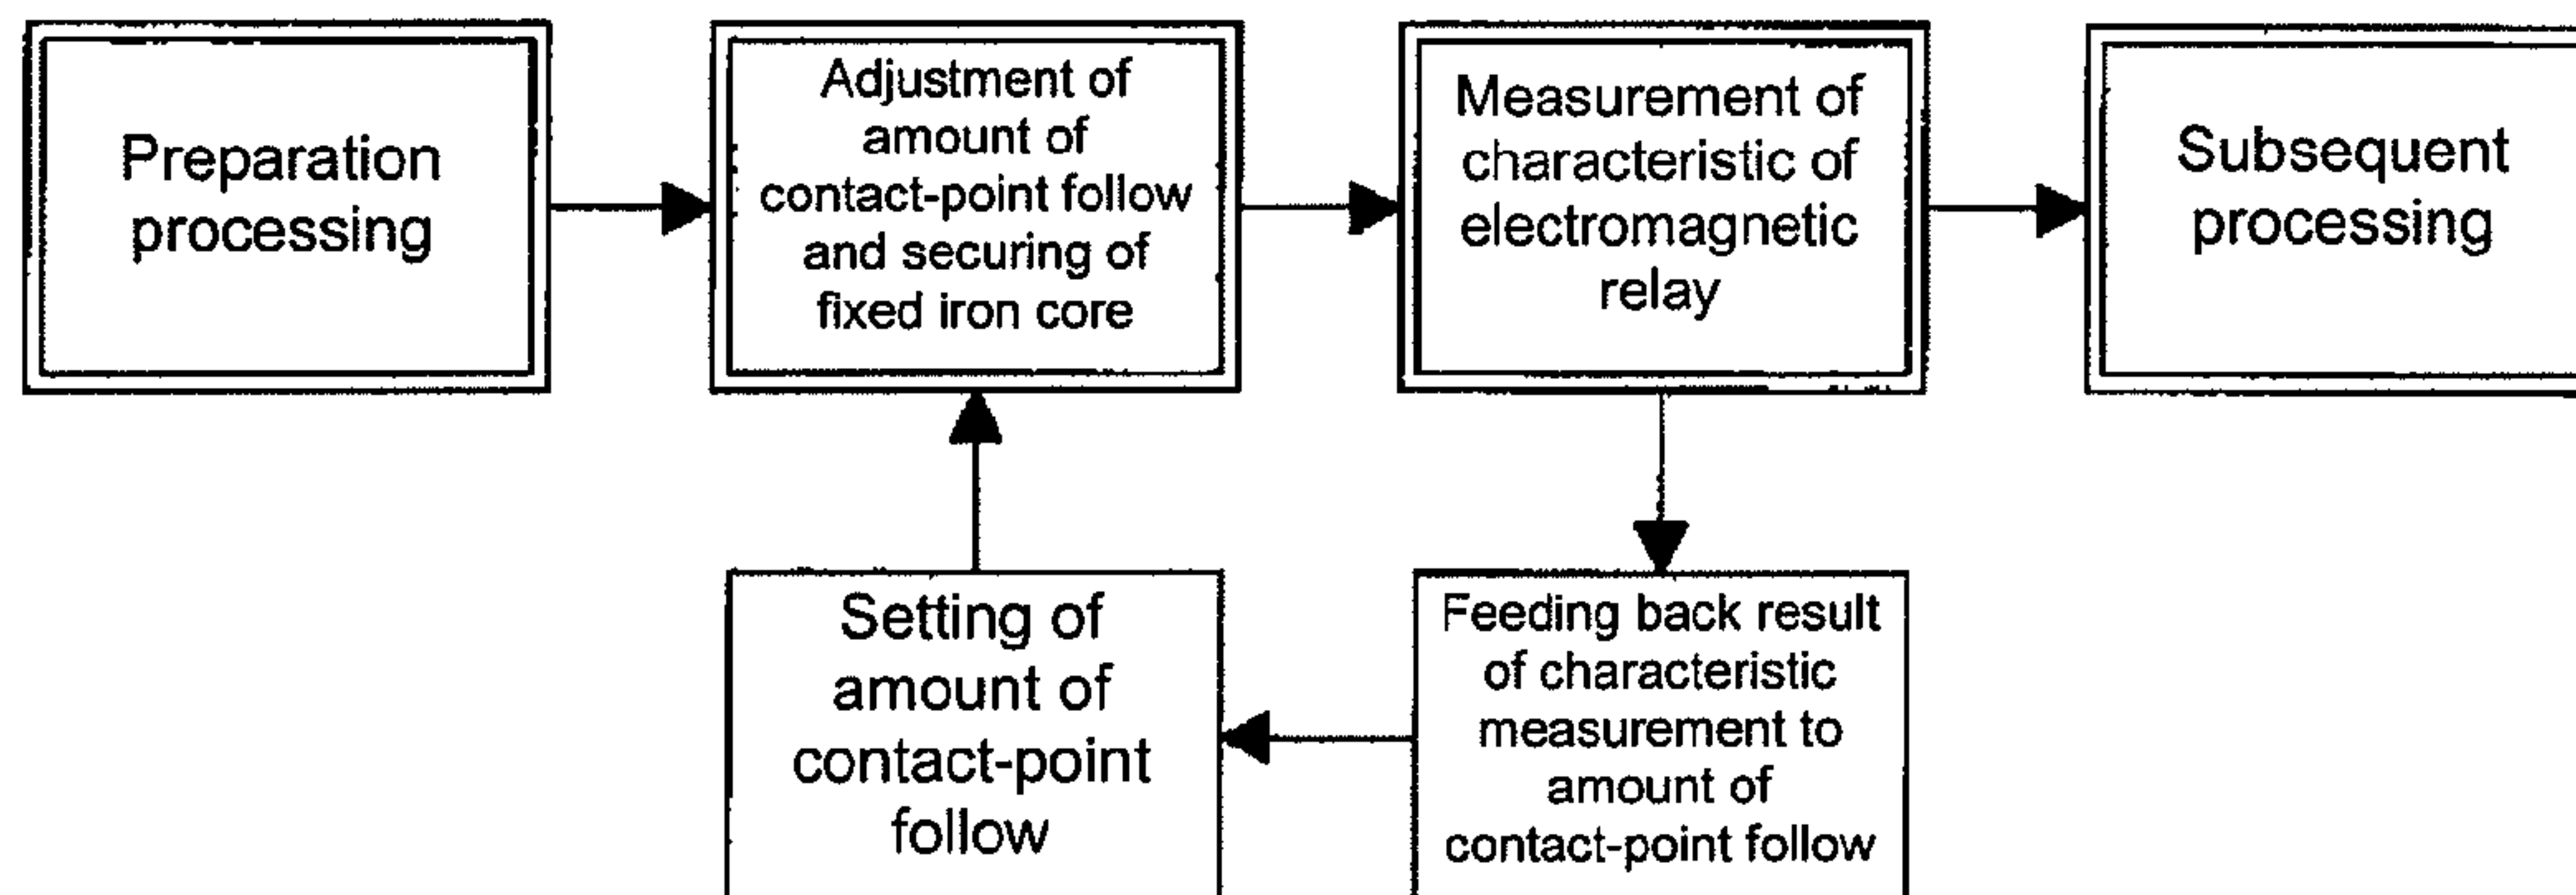 Preparation
processing
Adjustment of
amount of
contact-point follow
and securing of
fixed iron core
Measurement of
characteristic of
electromagnetic
relay
Subsequent
processing
Setting of
amount of
contact-point
follow
Feeding back result
of characteristic
measurement to
amount of
contact-point follow